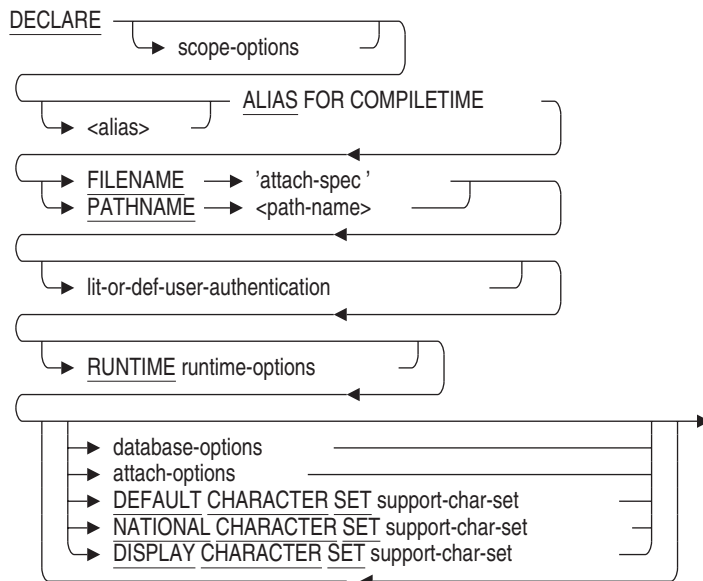 DECLARE
scope-options
ALIAS FOR COMPILETIME
<alias>
FILENAME 'attach-spec '
PATHNAME <path-name>
lit-or-def-user-authentication
RUNTIME runtime-options
database-options
attach-options
DEFAULT CHARACTER SET support-char-set
NATIONAL CHARACTER SET support-char-set
DISPLAY CHARACTER SET support-char-set